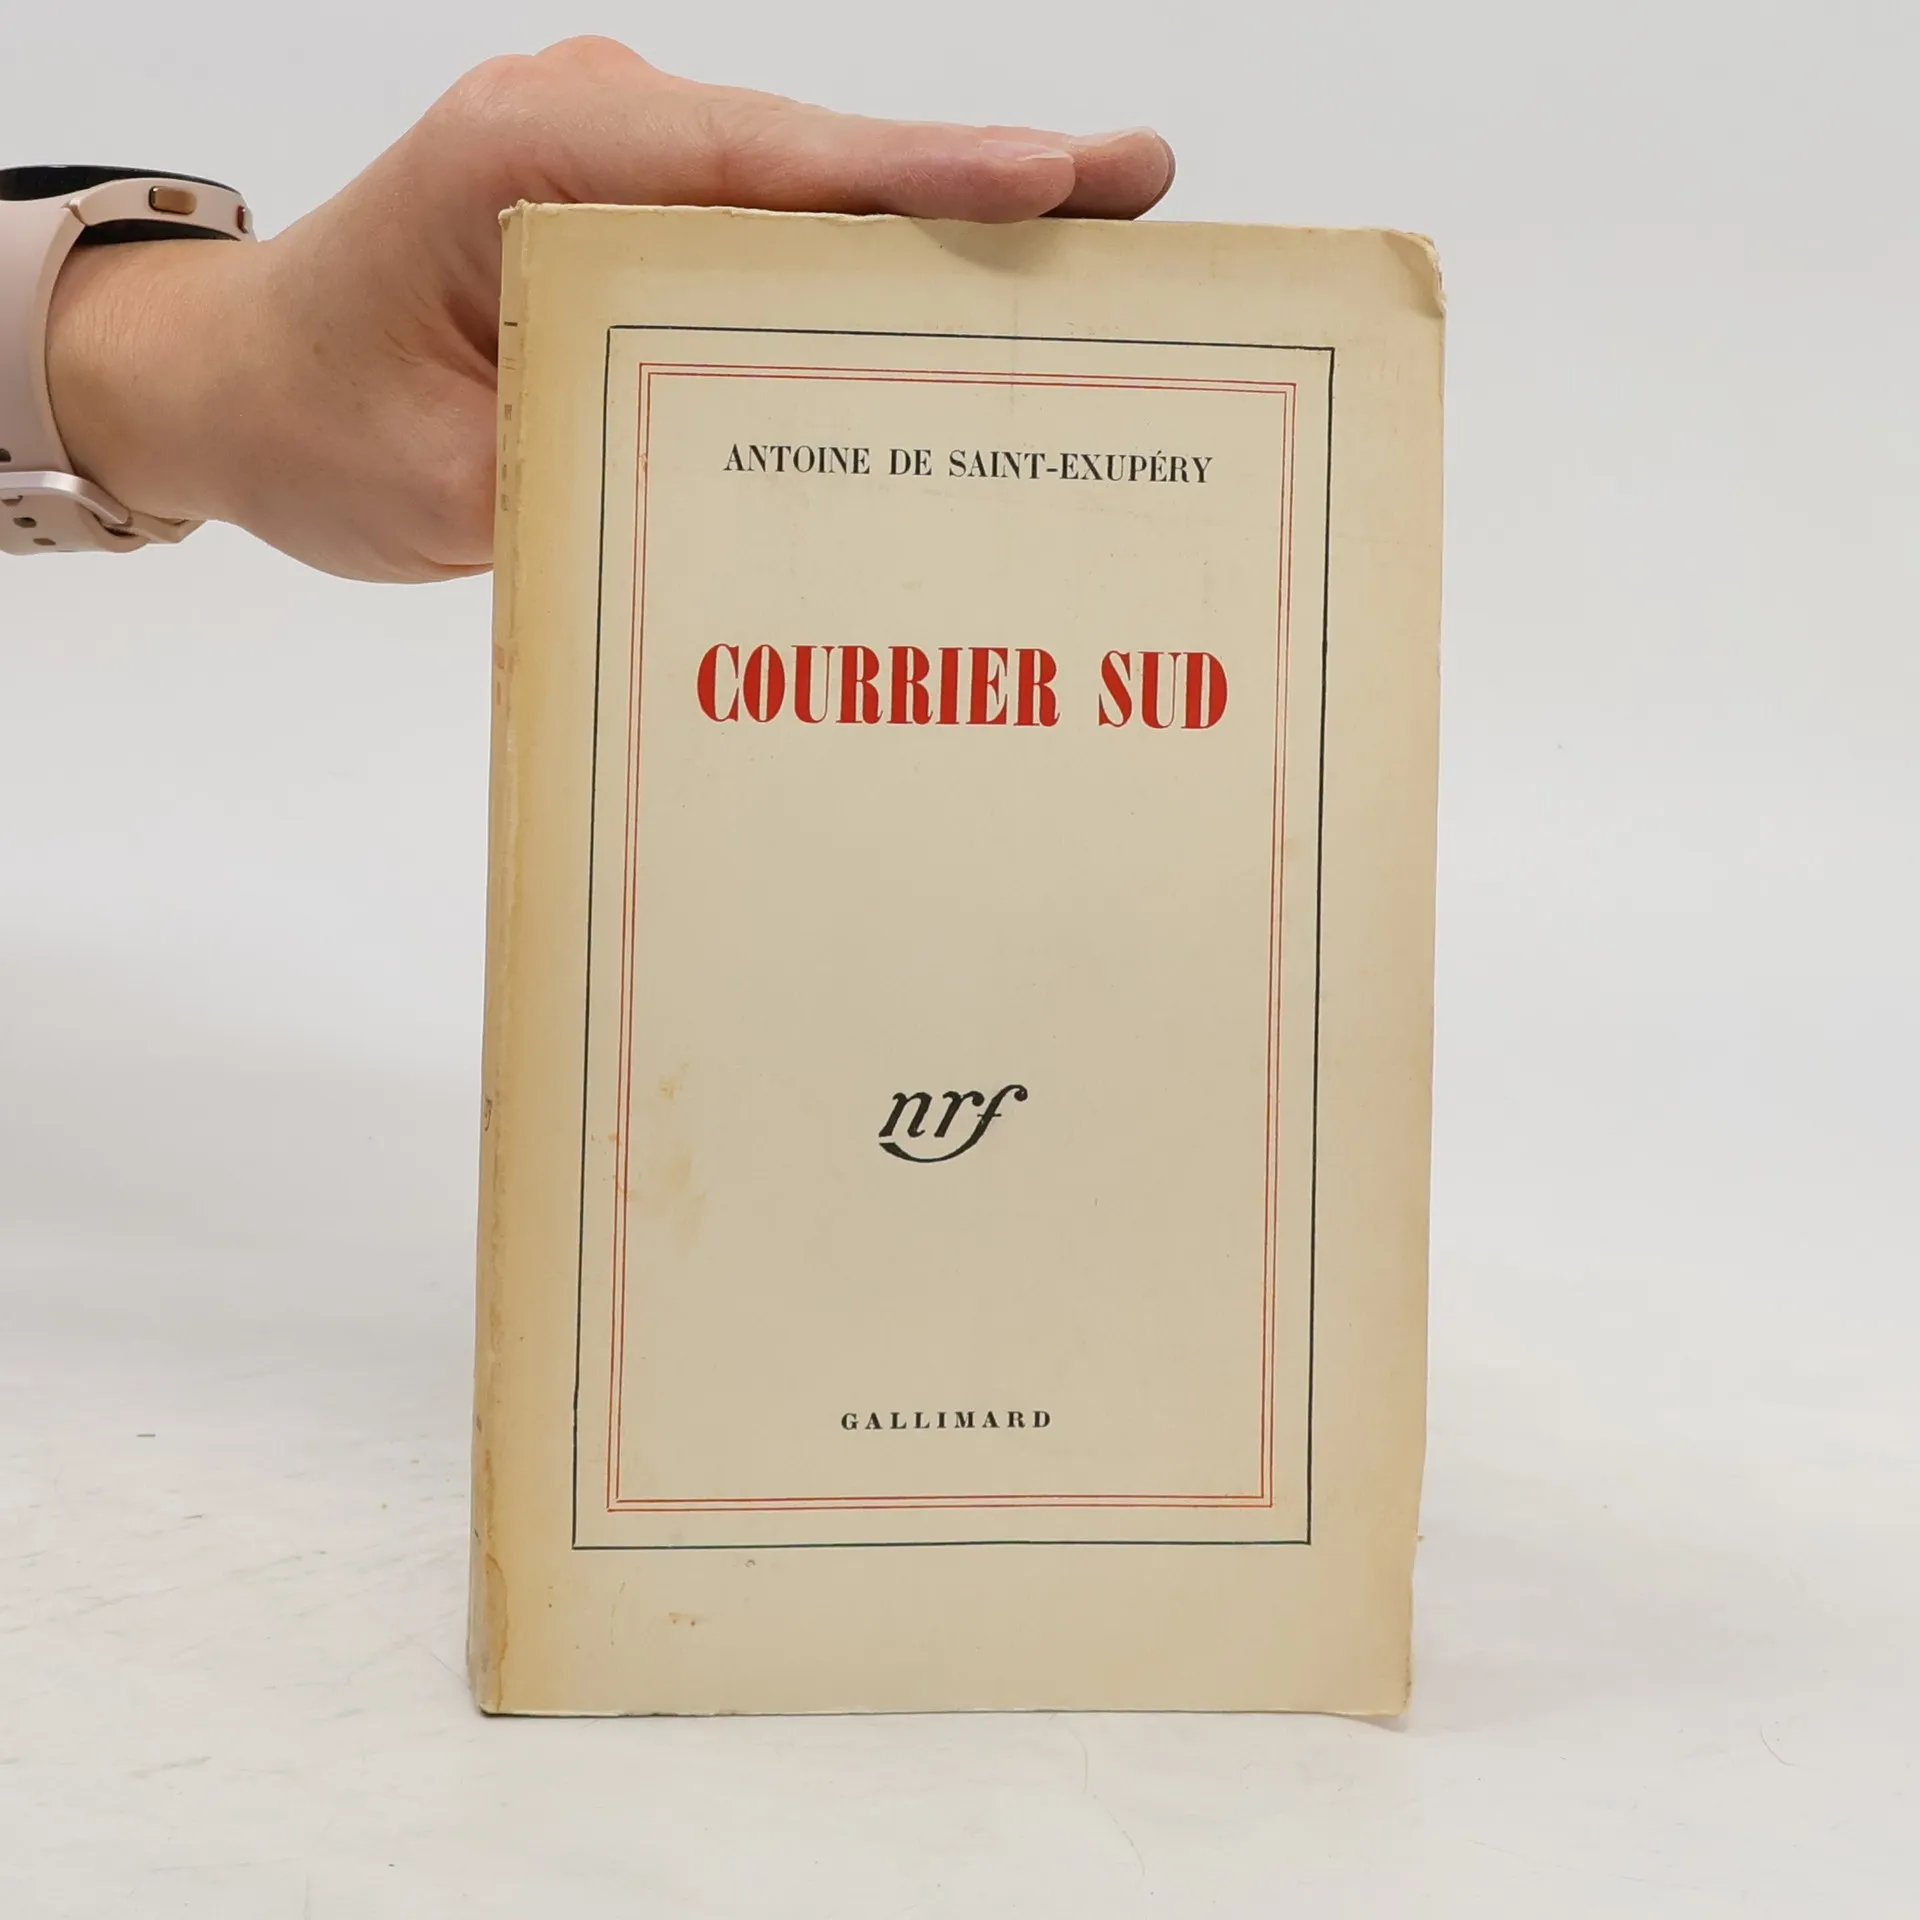 ANTOINE DE SAINT-EXUPÉRY
COURRIER SUD
nrf
GALLIMARD